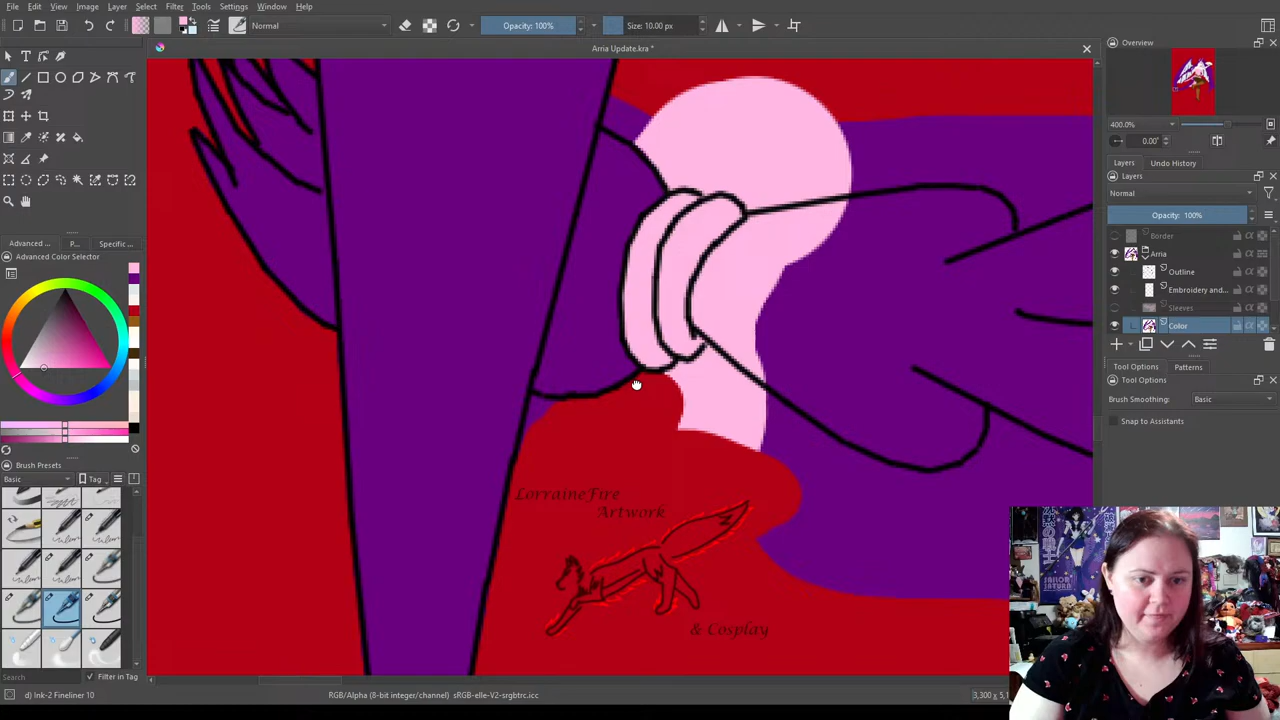 File Edit View Image Layer Select Filter Tools Settings Window Help
Normal
Opacity: 100%
Size: 10.00 px
Arria Update.kra *
Overview
400.0%
0.00°
Layers
Undo History
Layers
Normal
Opacity: 100%
Border
Arria
Outline
Embroidery and...
Sleeves
Color
Tool Options
Patterns
Tool Options
Brush Smoothing: Basic
Snap to Assistants
Advanced ...
P...
Specific ...
Advanced Color Selector
Brush Presets
Basic
Tag
Search
Filter in Tag
d) Ink-2 Fineliner 10
LorraineFire
Artwork
& Cosplay
RGB/Alpha (8-bit integer/channel) sRGB-elle-V2-srgbtrc.icc
SAILOR
SATURN